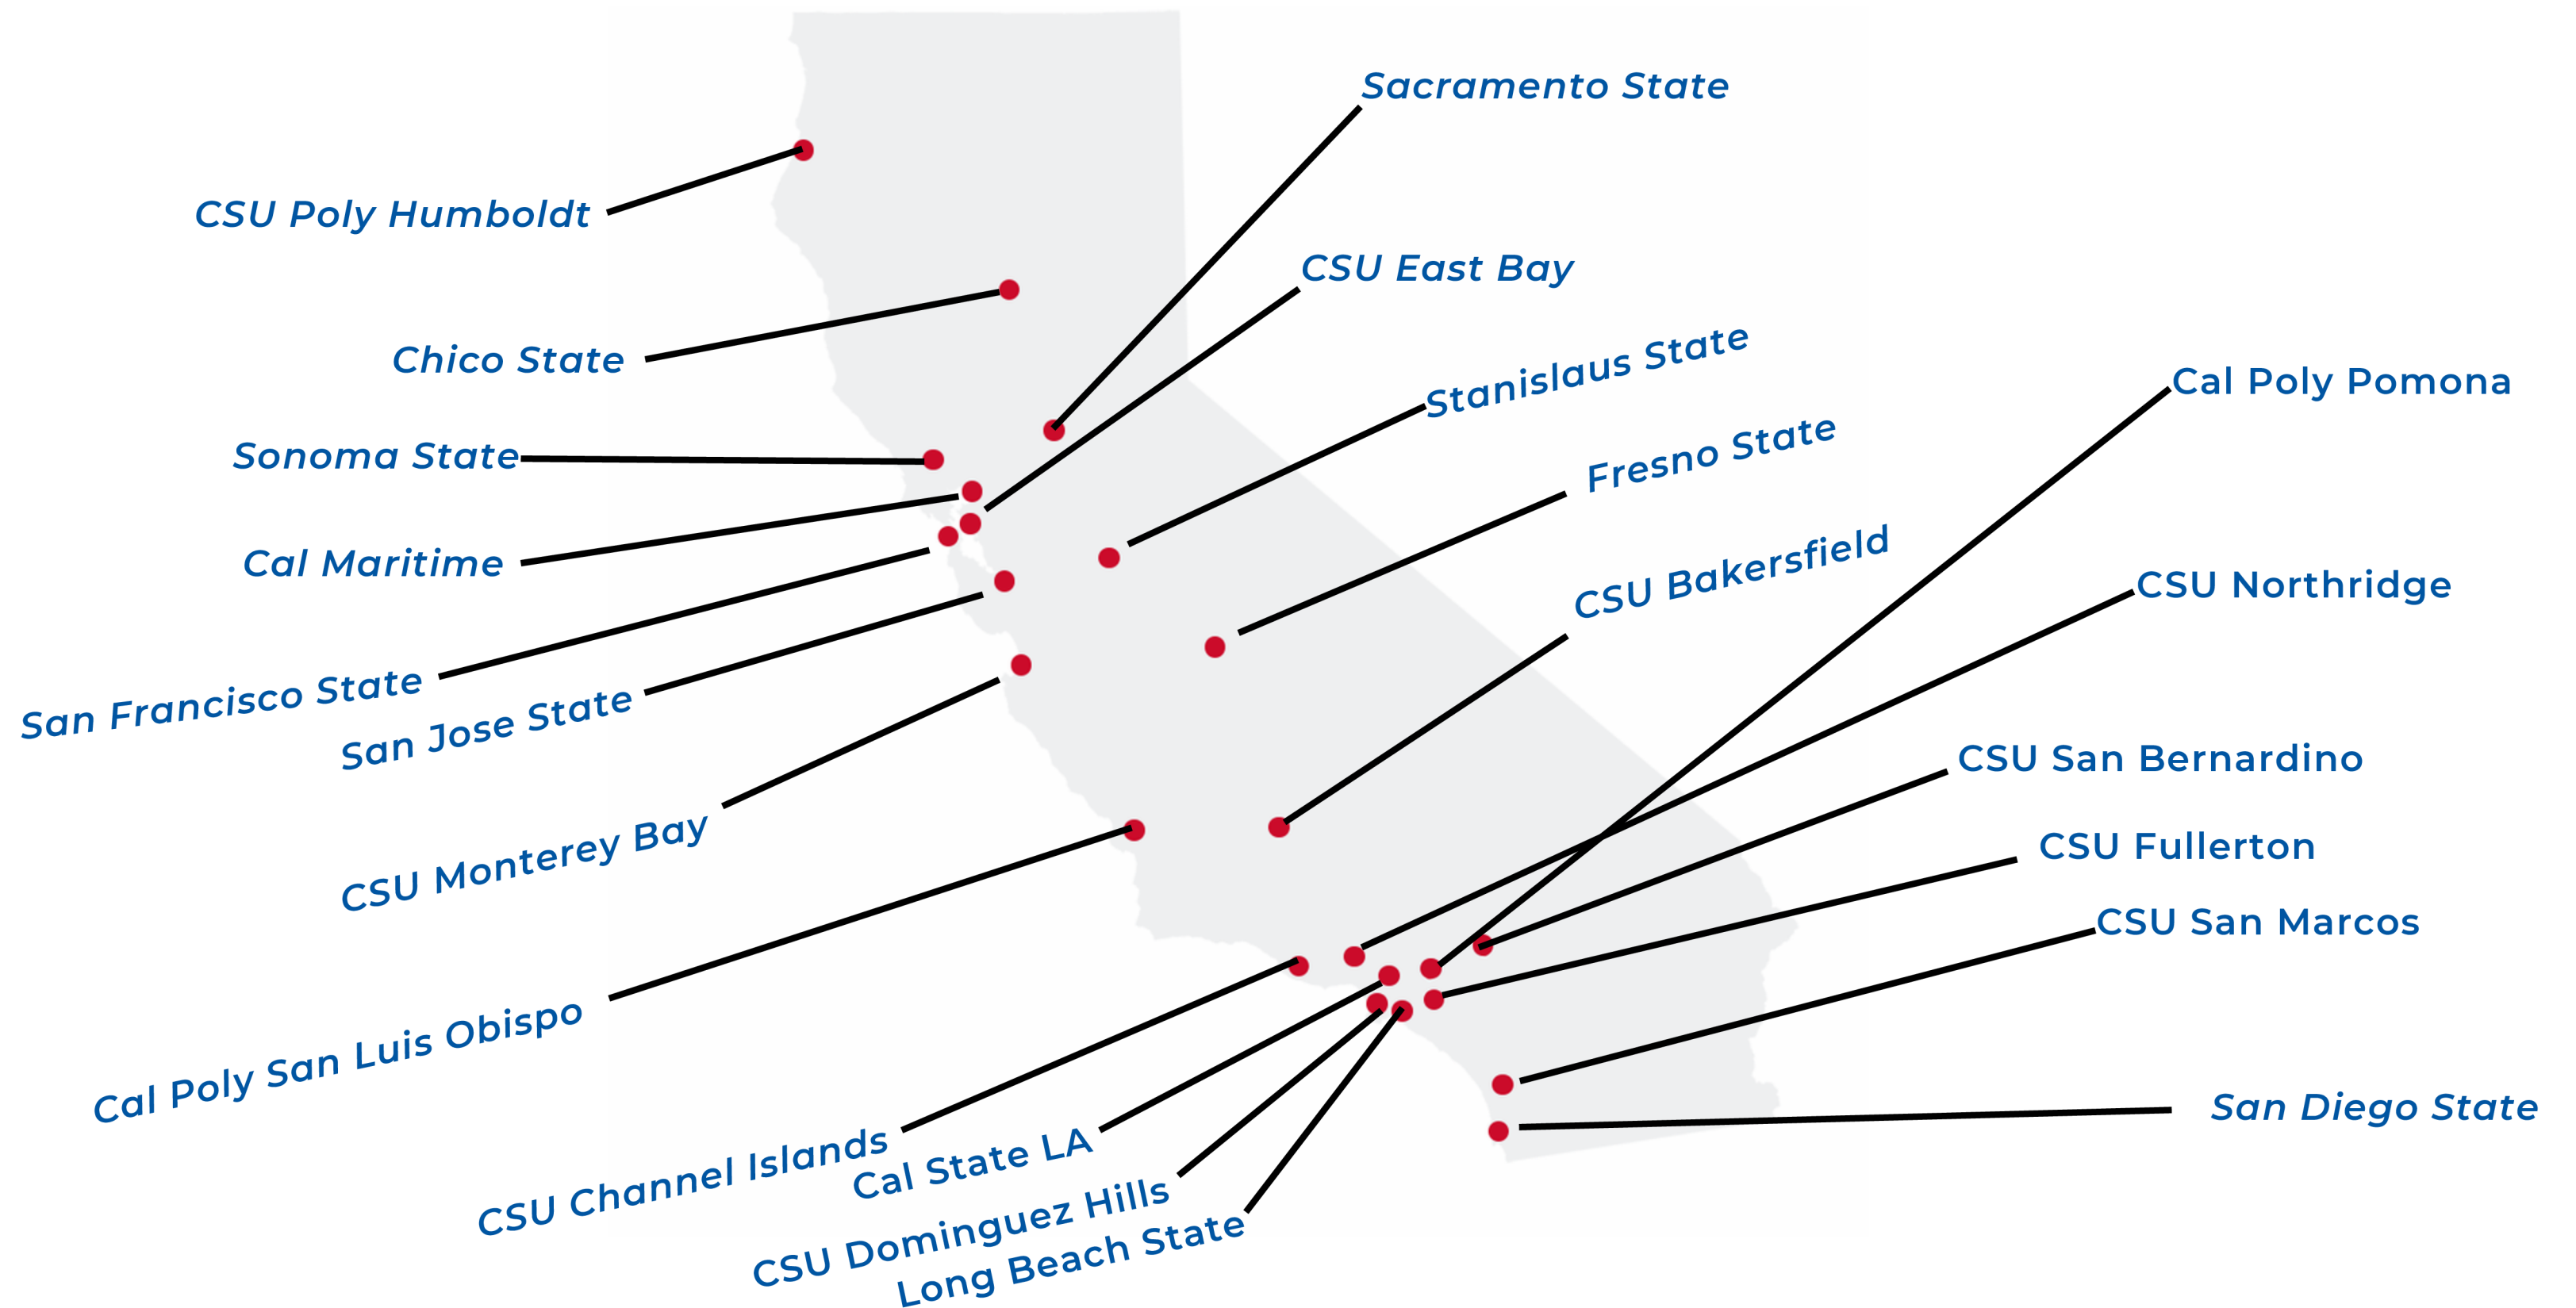 Sacramento State
CSU Poly Humboldt
CSU East Bay
Chico State
Stanislaus State
Cal Poly Pomona
Sonoma State
Fresno State
Cal Maritime
CSU Bakersfield
CSU Northridge
San Francisco State
San Jose State
CSU San Bernardino
CSU Monterey Bay
CSU Fullerton
CSU San Marcos
Cal Poly San Luis Obispo
San Diego State
CSU Channel Islands
Cal State LA
CSU Dominguez Hills
Long Beach State